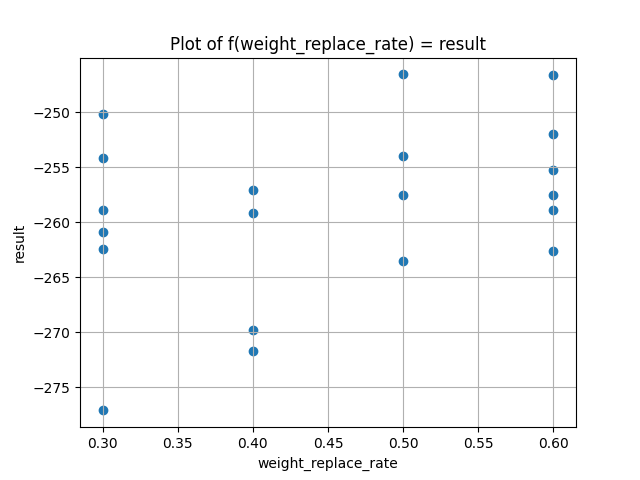 Plot of f(weight_replace_rate) = result
−250
−255
−260
−265
−270
−275
result
0.30 0.35 0.40 0.45 0.50 0.55 0.60
weight_replace_rate